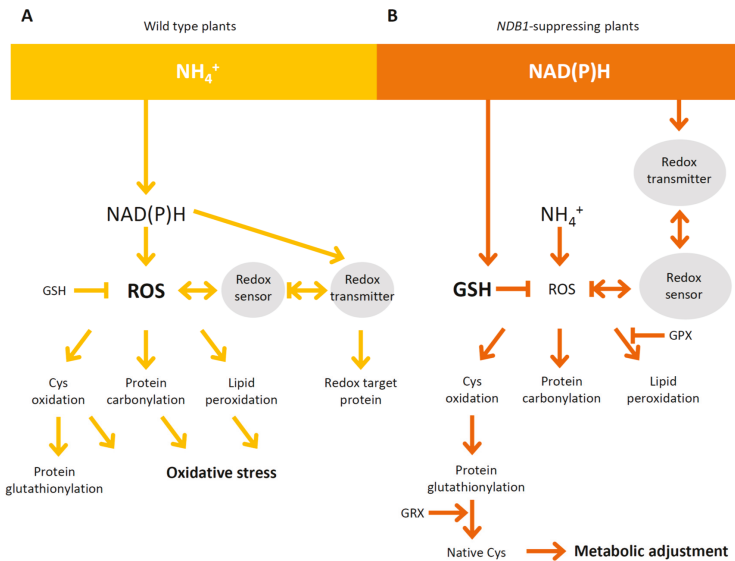 A
Wild type plants
NH₄⁺
NAD(P)H
GSH
ROS
Redox
sensor
Redox
transmitter
Cys
oxidation
Protein
carbonylation
Lipid
peroxidation
Redox target
protein
Protein
glutathionylation
Oxidative stress
B
NDB1-suppressing plants
NAD(P)H
Redox
transmitter
NH₄⁺
GSH
ROS
Redox
sensor
GPX
Cys
oxidation
Protein
carbonylation
Lipid
peroxidation
Protein
glutathionylation
GRX
Native Cys
Metabolic adjustment